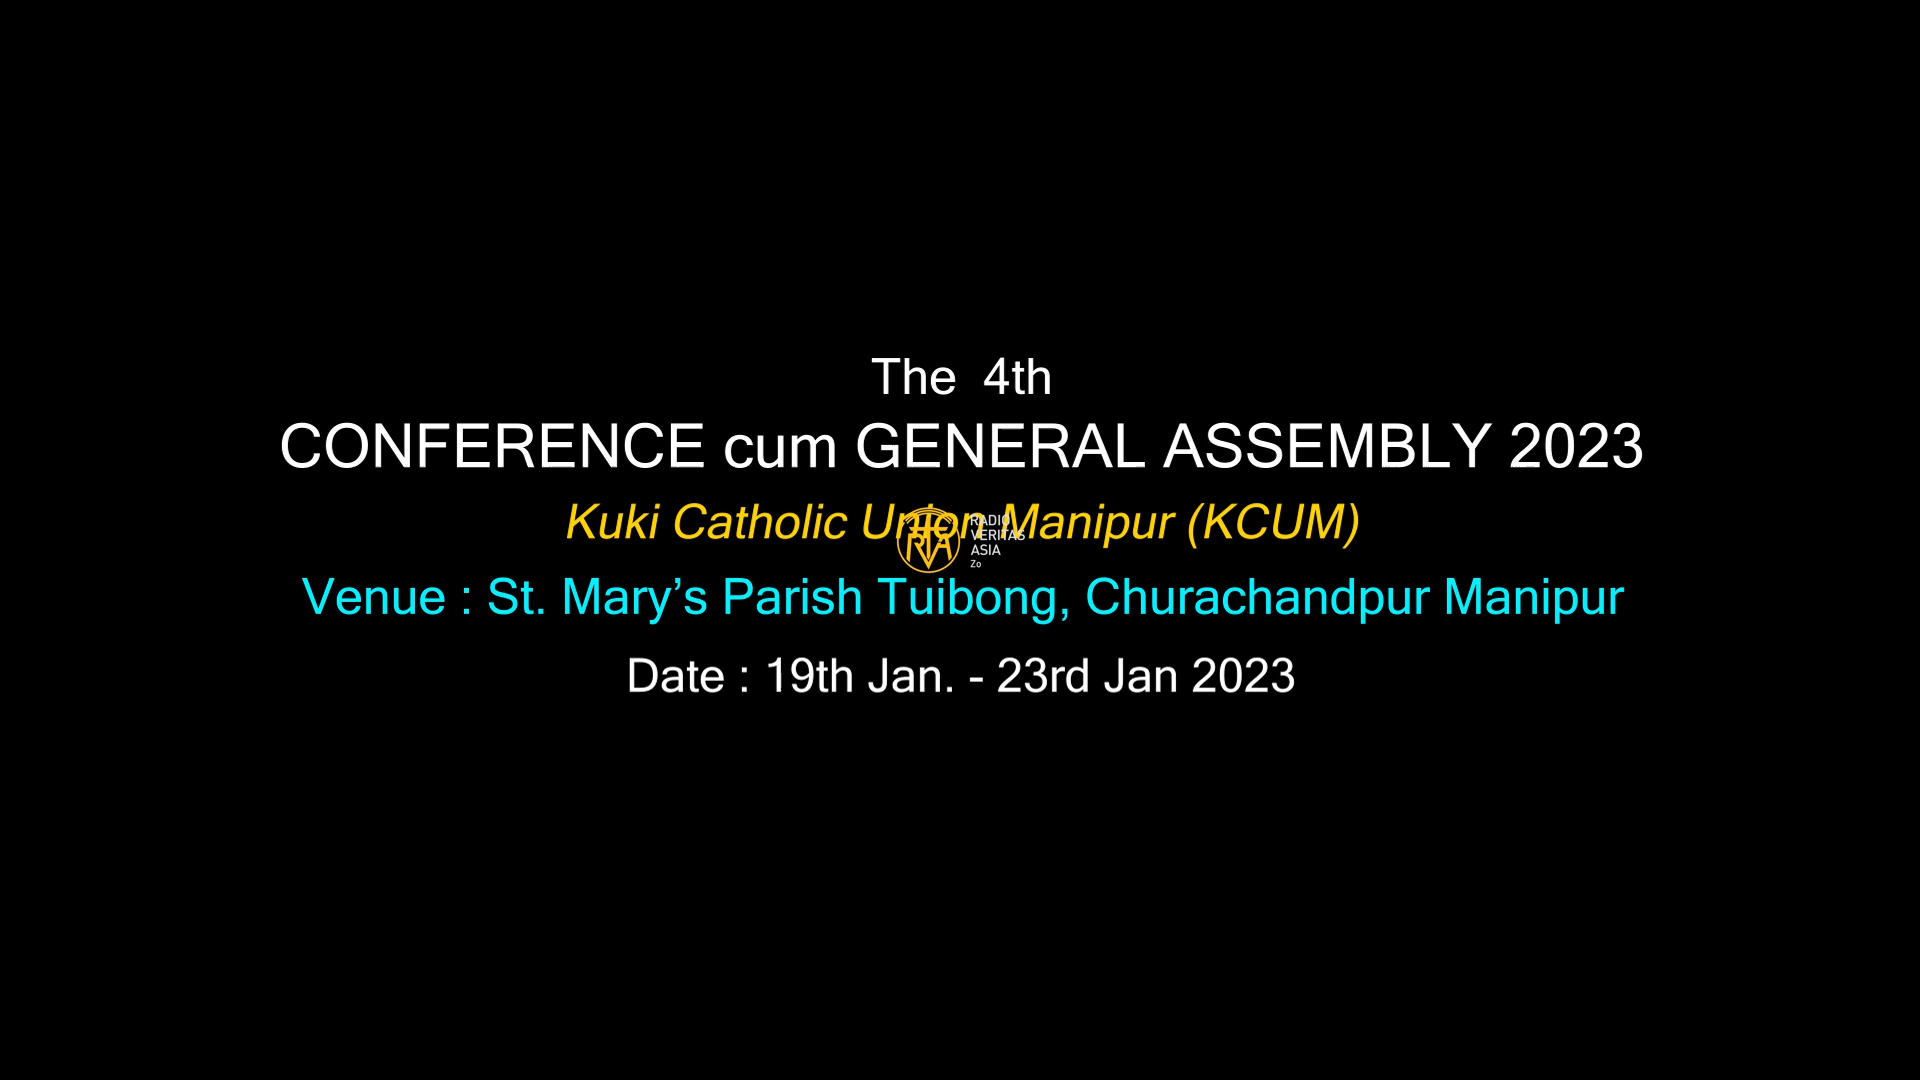 The 4th
CONFERENCE cum GENERAL ASSEMBLY 2023
Kuki Catholic Union Manipur (KCUM)
RVA
RADIO
VERITAS
ASIA
Zo
Venue : St. Mary’s Parish Tuibong, Churachandpur Manipur
Date : 19th Jan. - 23rd Jan 2023